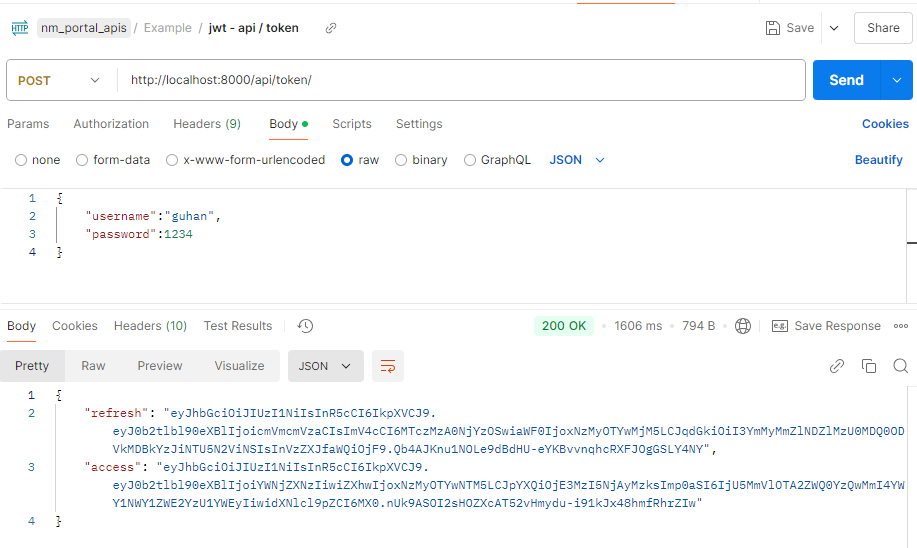 HTTP nm_portal_apis / Example / jwt - api / token Save Share
POST http://localhost:8000/api/token/ Send
Params Authorization Headers (9) Body Scripts Settings Cookies
none form-data x-www-form-urlencoded raw binary GraphQL JSON Beautify
1 {
2 "username":"guhan",
3 "password":1234
4 }
Body Cookies Headers (10) Test Results 200 OK 1606 ms 794 B e.g. Save Response
Pretty Raw Preview Visualize JSON
1 {
2 "refresh": "eyJhbGciOiJIUzI1NiIsInR5cCI6IkpXVCJ9.
eyJ0b2tlbl90eXBlIjoicmVmcmVzaCIsImV4cCI6MTczMzA0NjYzOSwiaWF0IjoxNzMyOTYwMjM5LCJqdGkiOiI3YmMyMmZlNDZlMzU0MDQ0OD
VkMDBkYzJiNTU5N2ViNSIsInVzZXJfaWQiOjF9.Qb4AJKnu1NOLe9dBdHU-eYKBvvnqhcRXFJOgGSLY4NY",
3 "access": "eyJhbGciOiJIUzI1NiIsInR5cCI6IkpXVCJ9.
eyJ0b2tlbl90eXBlIjoiYWNjZXNzIiwiZXhwIjoxNzMyOTYwNTM5LCJpYXQiOjE3MzI5NjAyMzksImp0aSI6IjU5MmVlOTA2ZWQ0YzQwMmI4YW
Y1NWY1ZWE2YzU1YWEyIiwidXNlcl9pZCI6MX0.nUk9ASOI2sHOZXcAT52vHmydu-i91kJx48hmfRhrZIw"
4 }